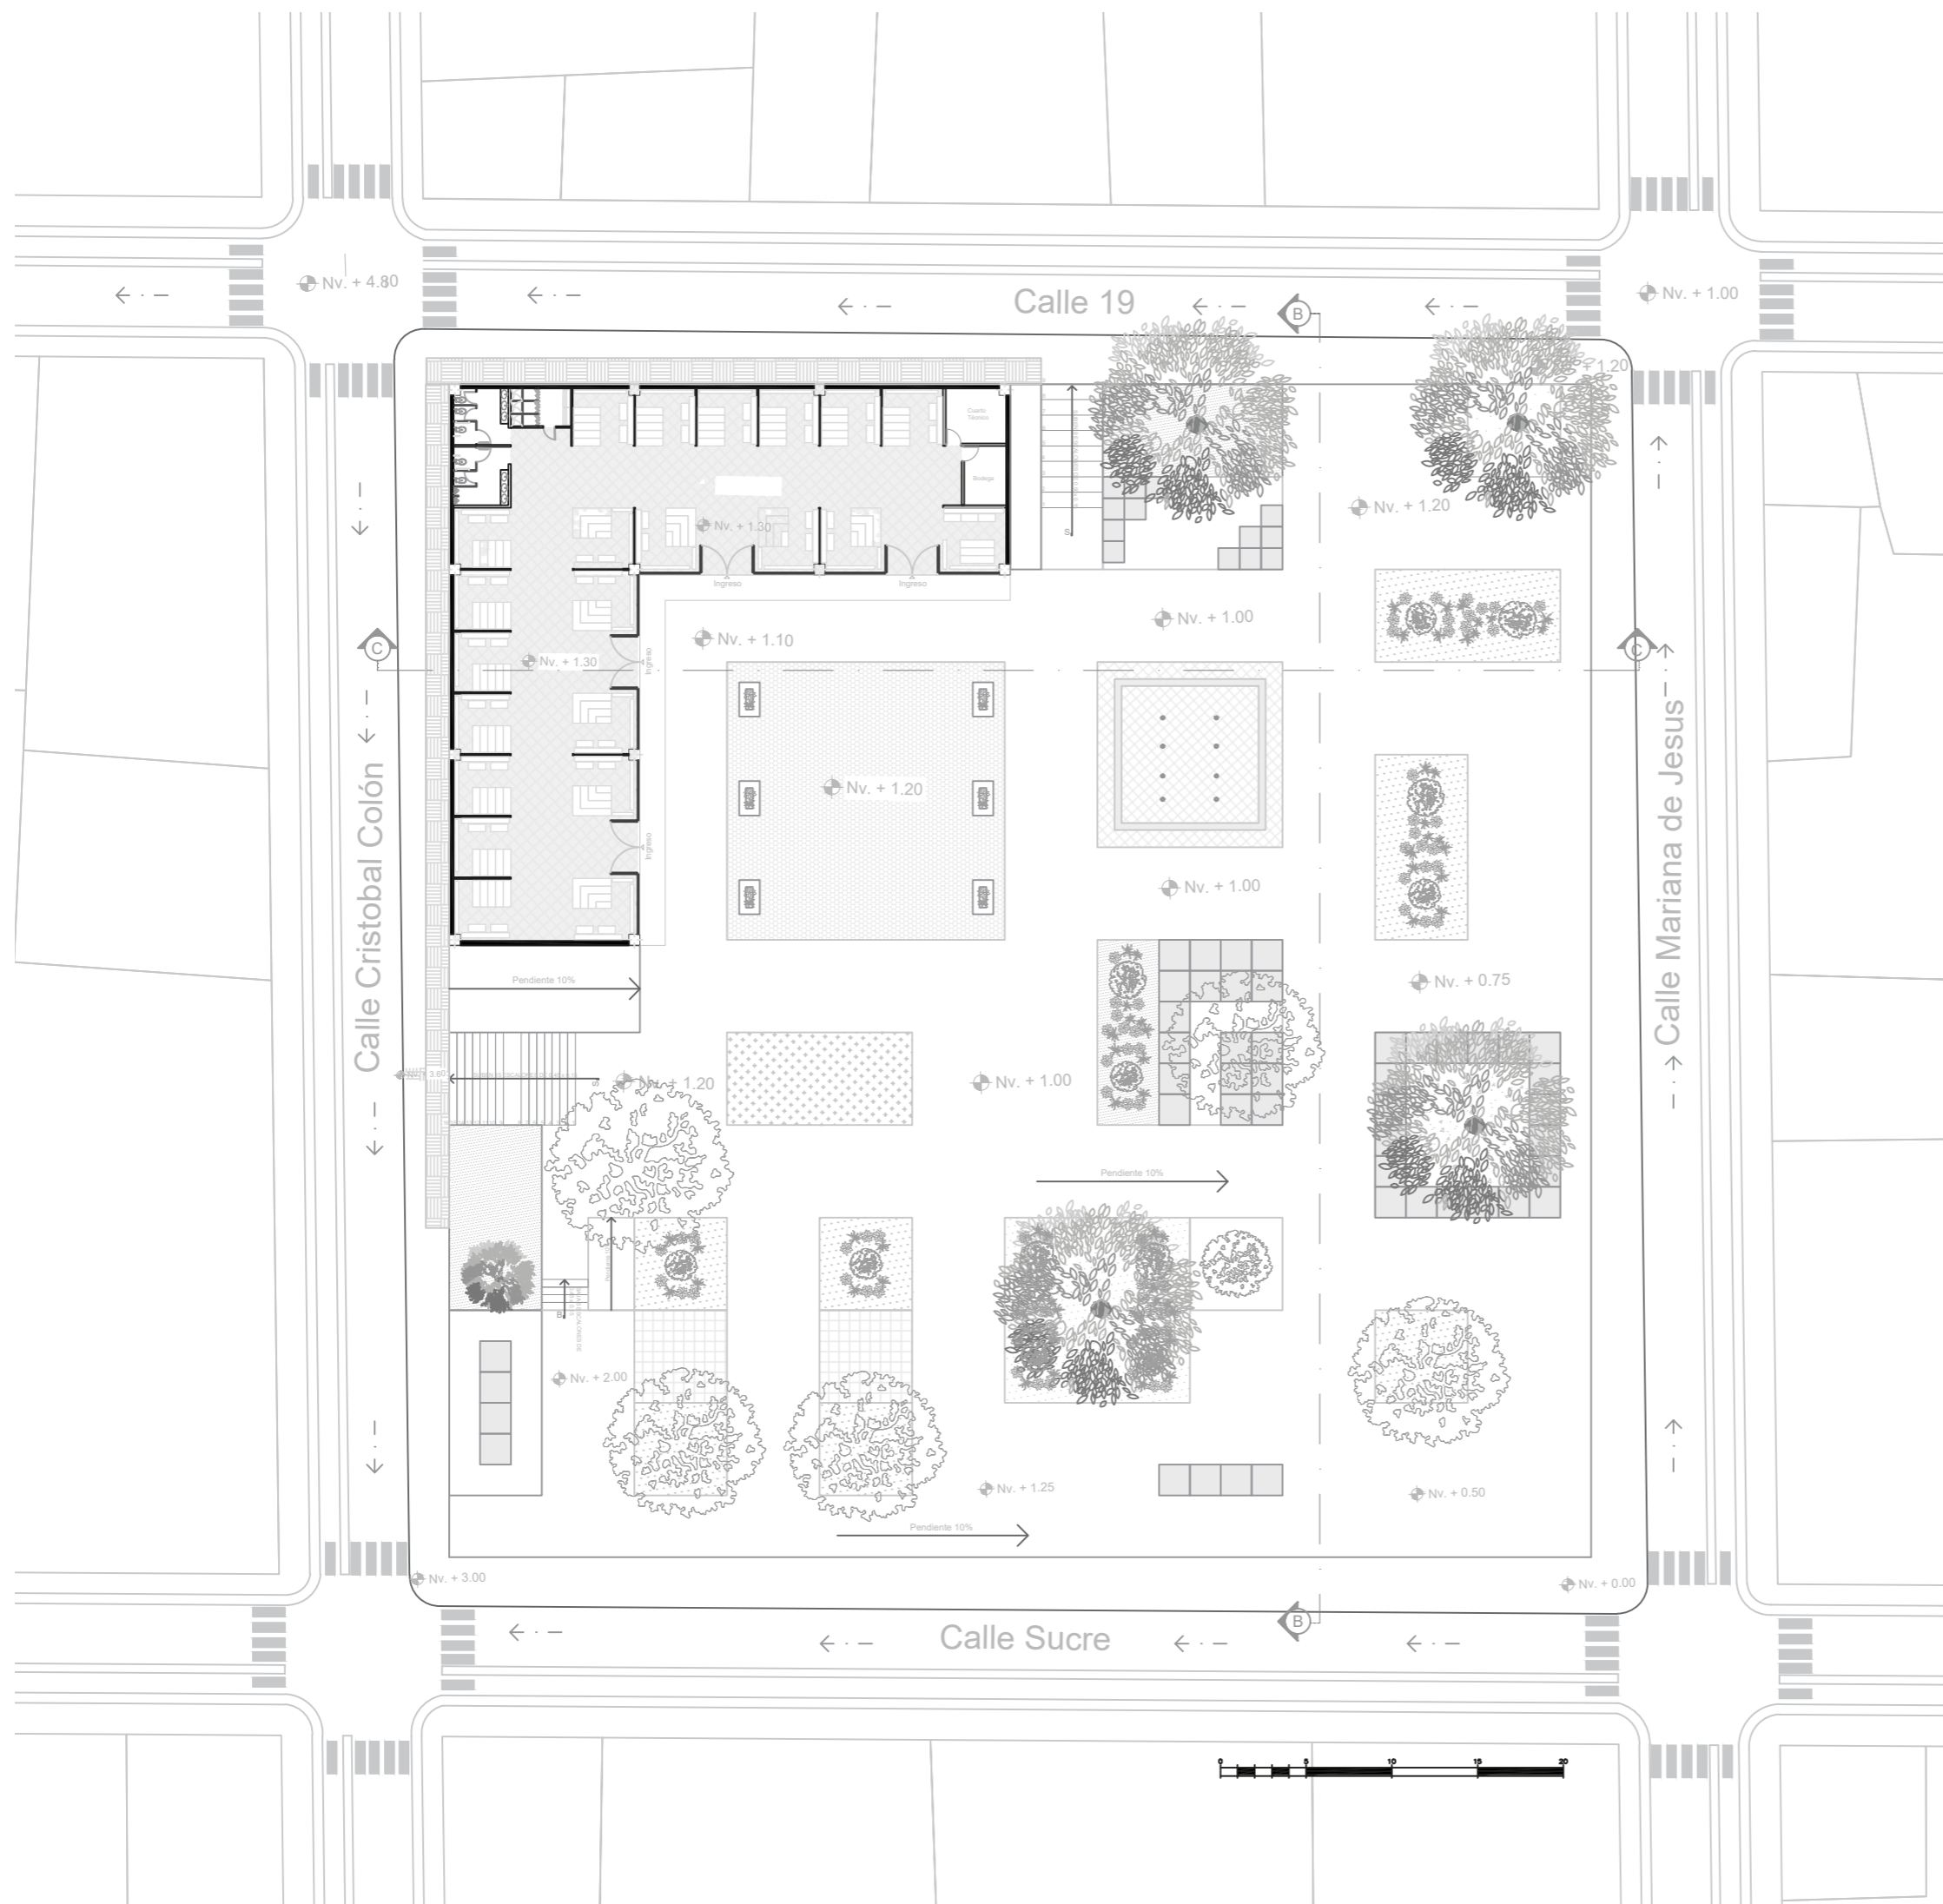 Nv. + 4.80
Calle 19
B
Nv. + 1.00
+ 1.20
Cuarto
Técnico
Bodega
Nv. + 1.30
Nv. + 1.20
S
Ingreso
Ingreso
Nv. + 1.10
Nv. + 1.00
C
C
Nv. + 1.30
Ingreso
Calle Cristobal Colón
Calle Mariana de Jesus
Nv. + 1.20
Ingreso
Nv. + 1.00
Pendiente 10%
Nv. + 0.75
S
Nv. + 1.20
Nv. + 1.00
Pendiente 10%
B
Nv. + 2.00
Nv. + 1.25
Nv. + 0.50
Pendiente 10%
Nv. + 3.00
Nv. + 0.00
B
Calle Sucre
0 5 10 15 20